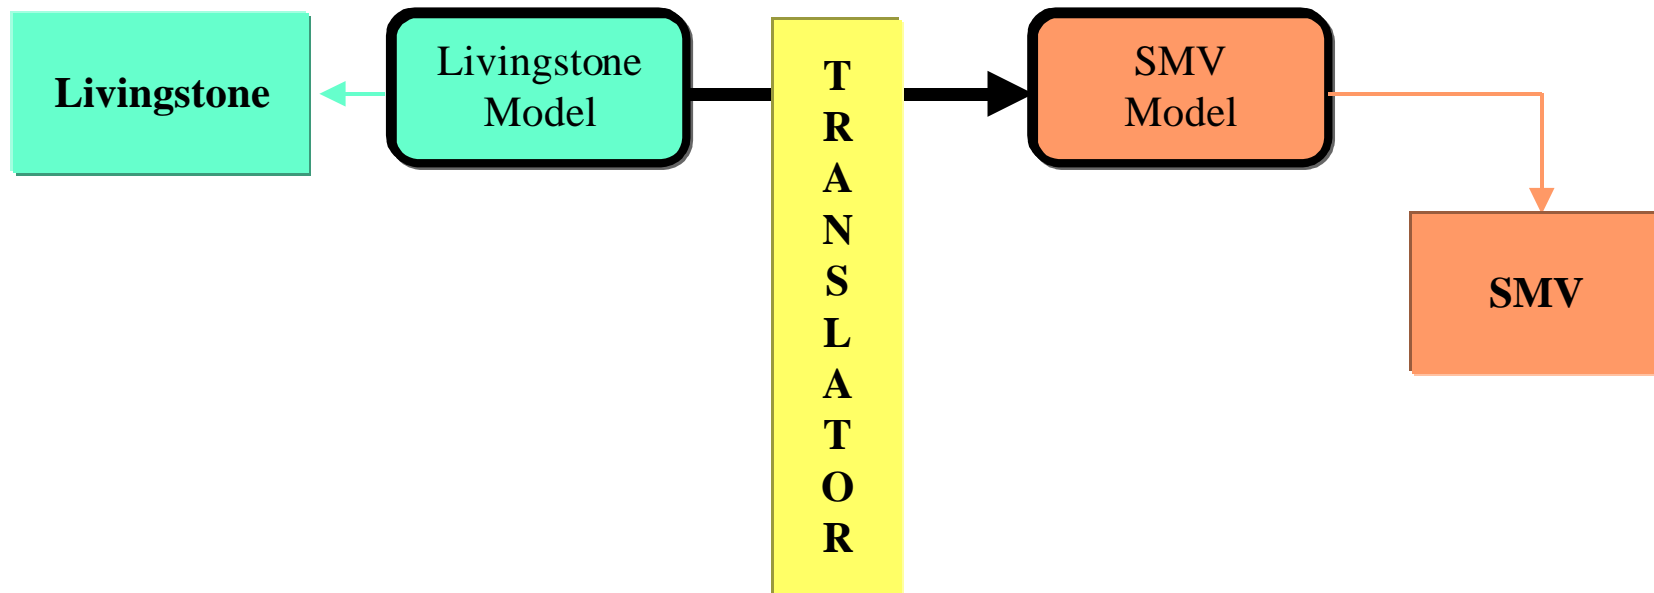 Livingstone
Livingstone
Model
T
R
A
N
S
L
A
T
O
R
SMV
Model
SMV